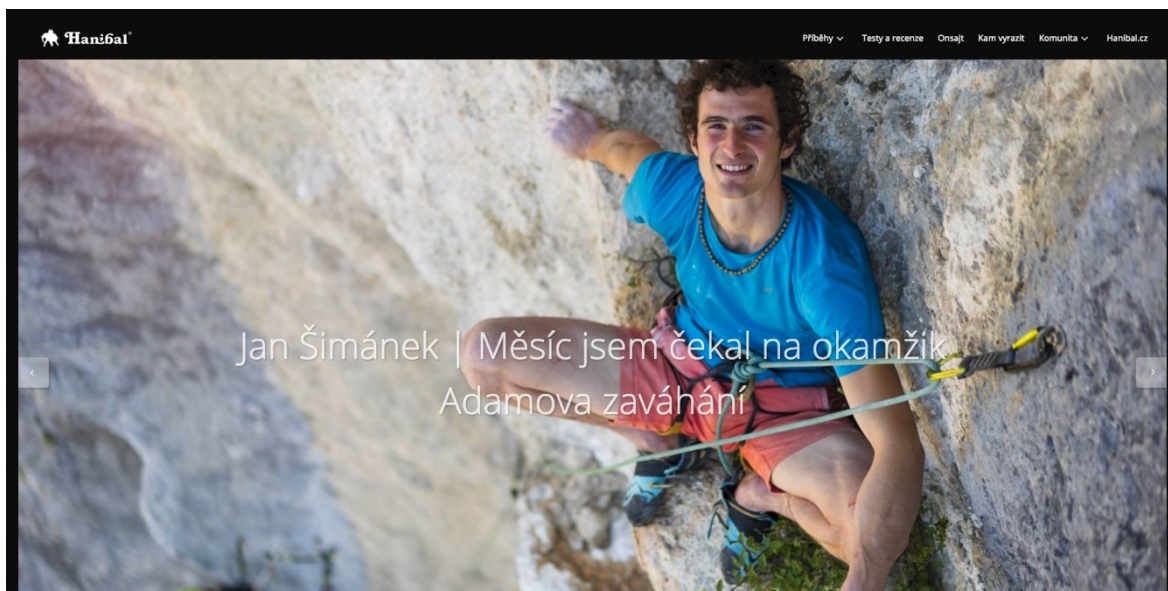 Hanibal®
Příběhy
Testy a recenze
Onsajt
Kam vyrazit
Komunita
Hanibal.cz
Jan Šimánek | Měsíc jsem čekal na okamžik
Adamova zaváhání